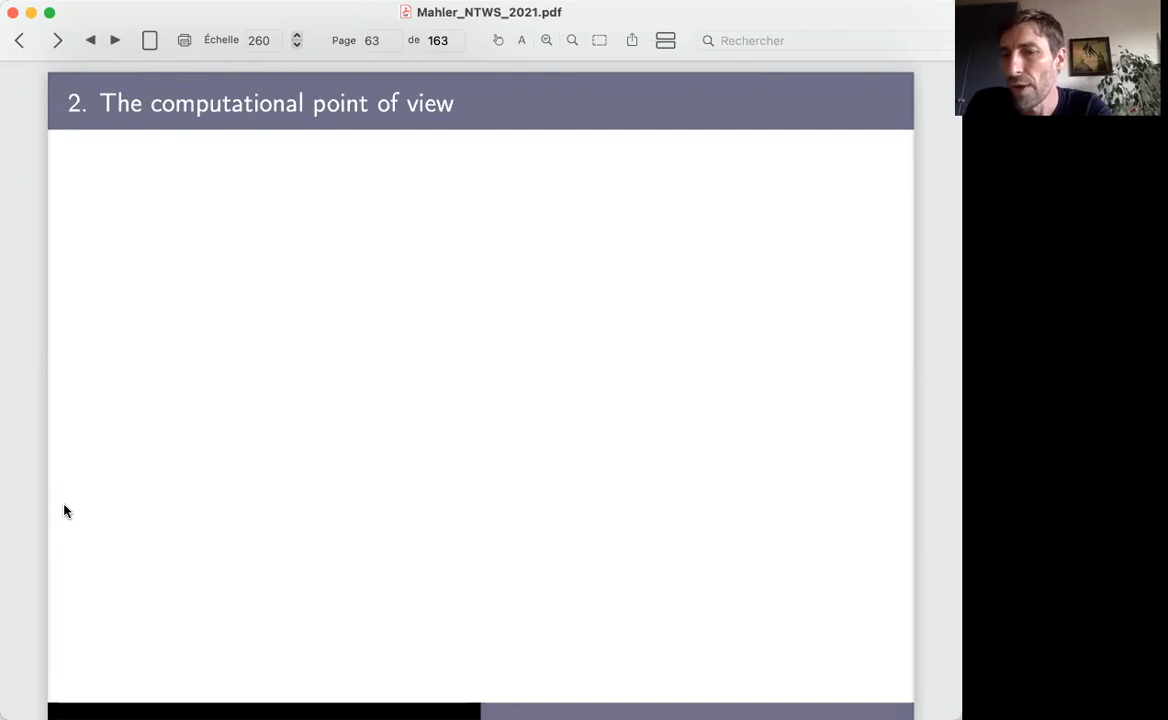 Mahler_NTWS_2021.pdf
Échelle 260 Page 63 de 163 A Rechercher
2. The computational point of view